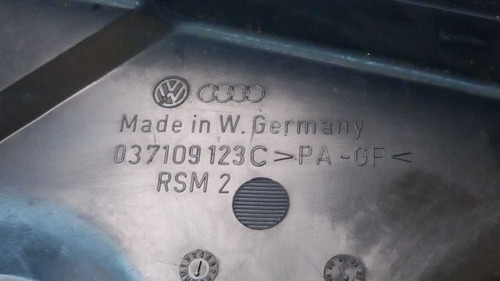 Made in W. Germany
037109123C >PA-GF<
RSM 2